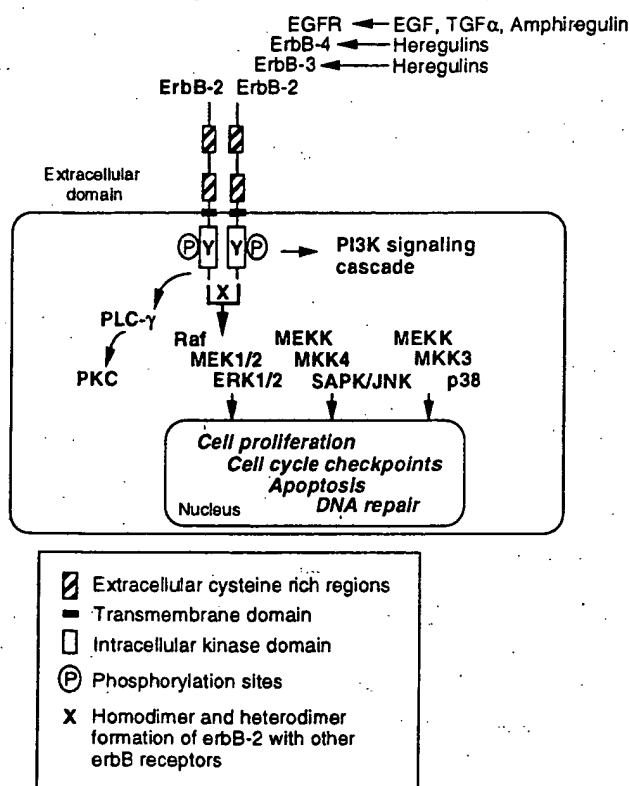 EGFR EGF, TGFα, Amphiregulin
ErbB-4 Heregulins
ErbB-3 Heregulins
ErbB-2 ErbB-2
Extracellular
domain
P Y Y P
PI3K signaling
cascade
X
PLC-γ
PKC
Raf MEKK MEKK
MEK1/2 MKK4 MKK3
ERK1/2 SAPK/JNK p38
Cell proliferation
Cell cycle checkpoints
Apoptosis
DNA repair
Nucleus
Extracellular cysteine rich regions
Transmembrane domain
Intracellular kinase domain
P Phosphorylation sites
X Homodimer and heterodimer
formation of erbB-2 with other
erbB receptors